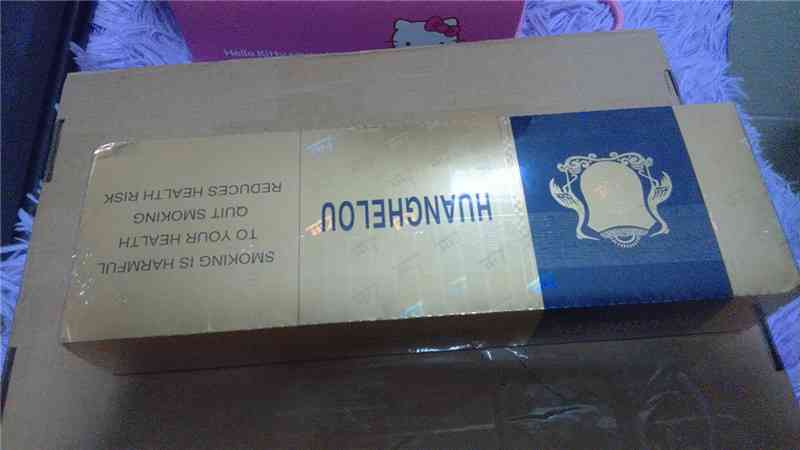 Hello Kitty
HUANGHELOU
SMOKING IS HARMFUL
TO YOUR HEALTH
QUIT SMOKING
REDUCES HEALTH RISK